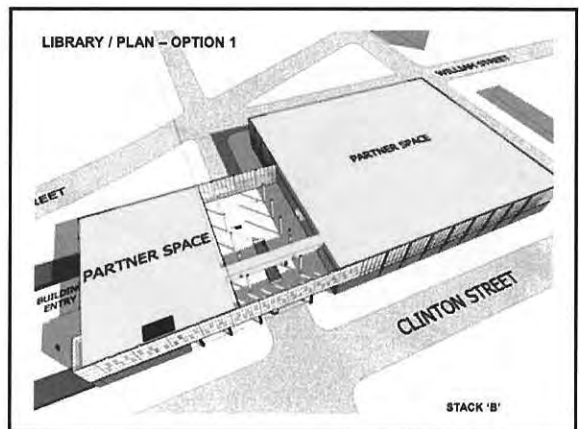 LIBRARY / PLAN – OPTION 1
WILLIAM STREET
PARTNER SPACE
REET
PARTNER SPACE
BUILDING
ENTRY
CLINTON STREET
STACK 'B'